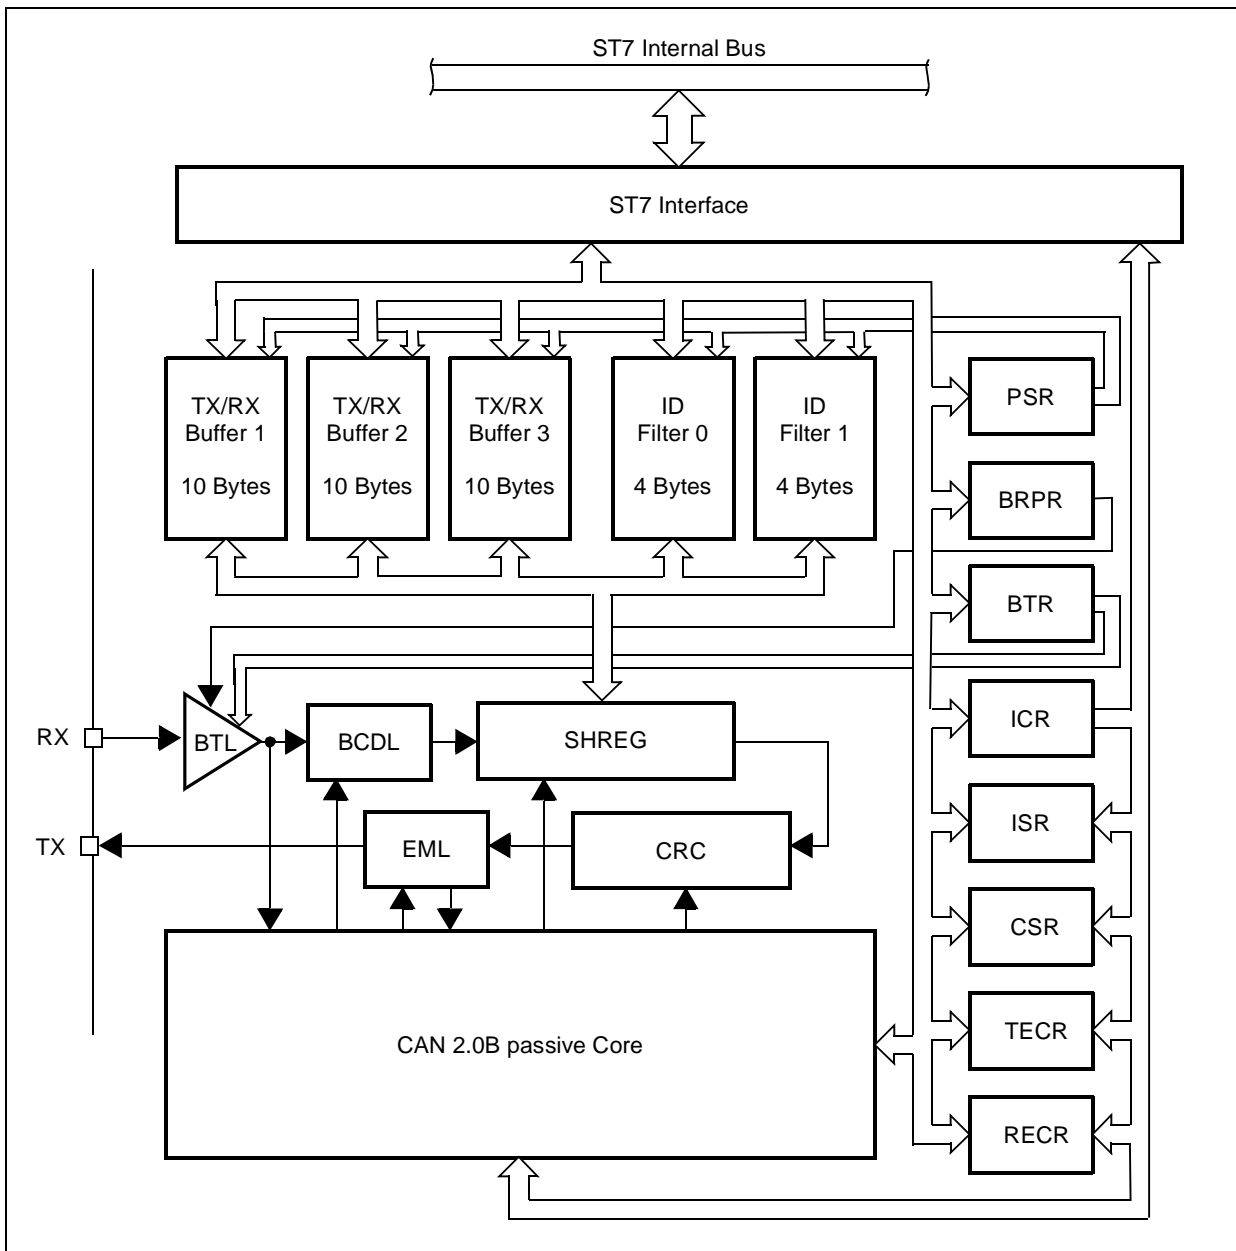 ST7 Internal Bus
ST7 Interface
TX/RX
Buffer 1
10 Bytes
TX/RX
Buffer 2
10 Bytes
TX/RX
Buffer 3
10 Bytes
ID
Filter 0
4 Bytes
ID
Filter 1
4 Bytes
PSR
BRPR
BTR
ICR
ISR
CSR
TECR
RECR
RX
BTL
BCDL
SHREG
TX
EML
CRC
CAN 2.0B passive Core